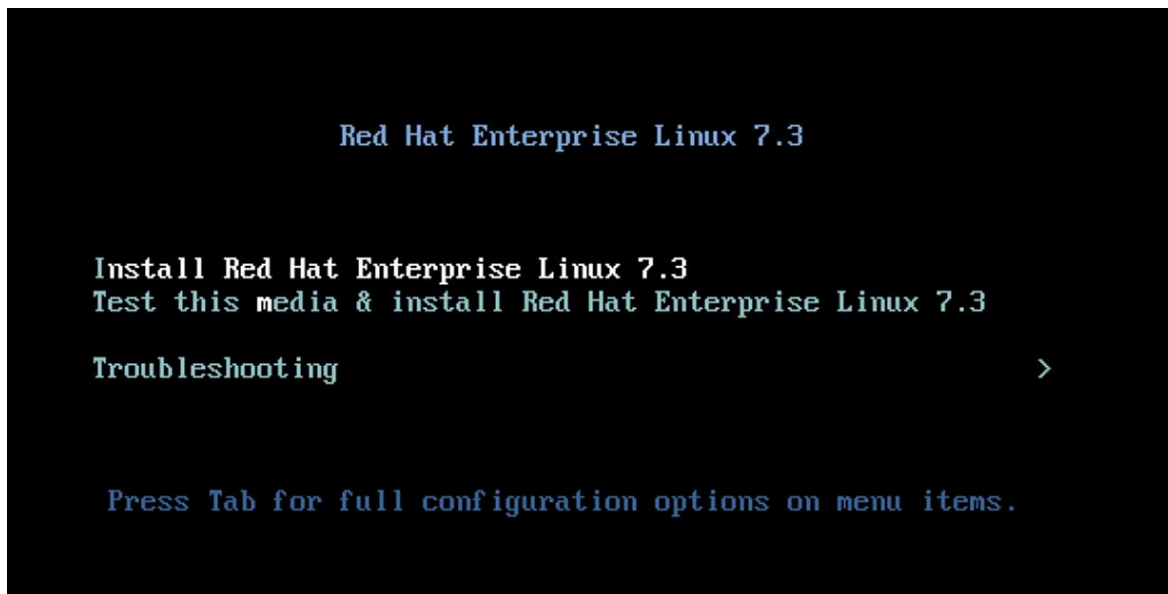 Red Hat Enterprise Linux 7.3
Install Red Hat Enterprise Linux 7.3
Test this media & install Red Hat Enterprise Linux 7.3
Troubleshooting >
Press Tab for full configuration options on menu items.